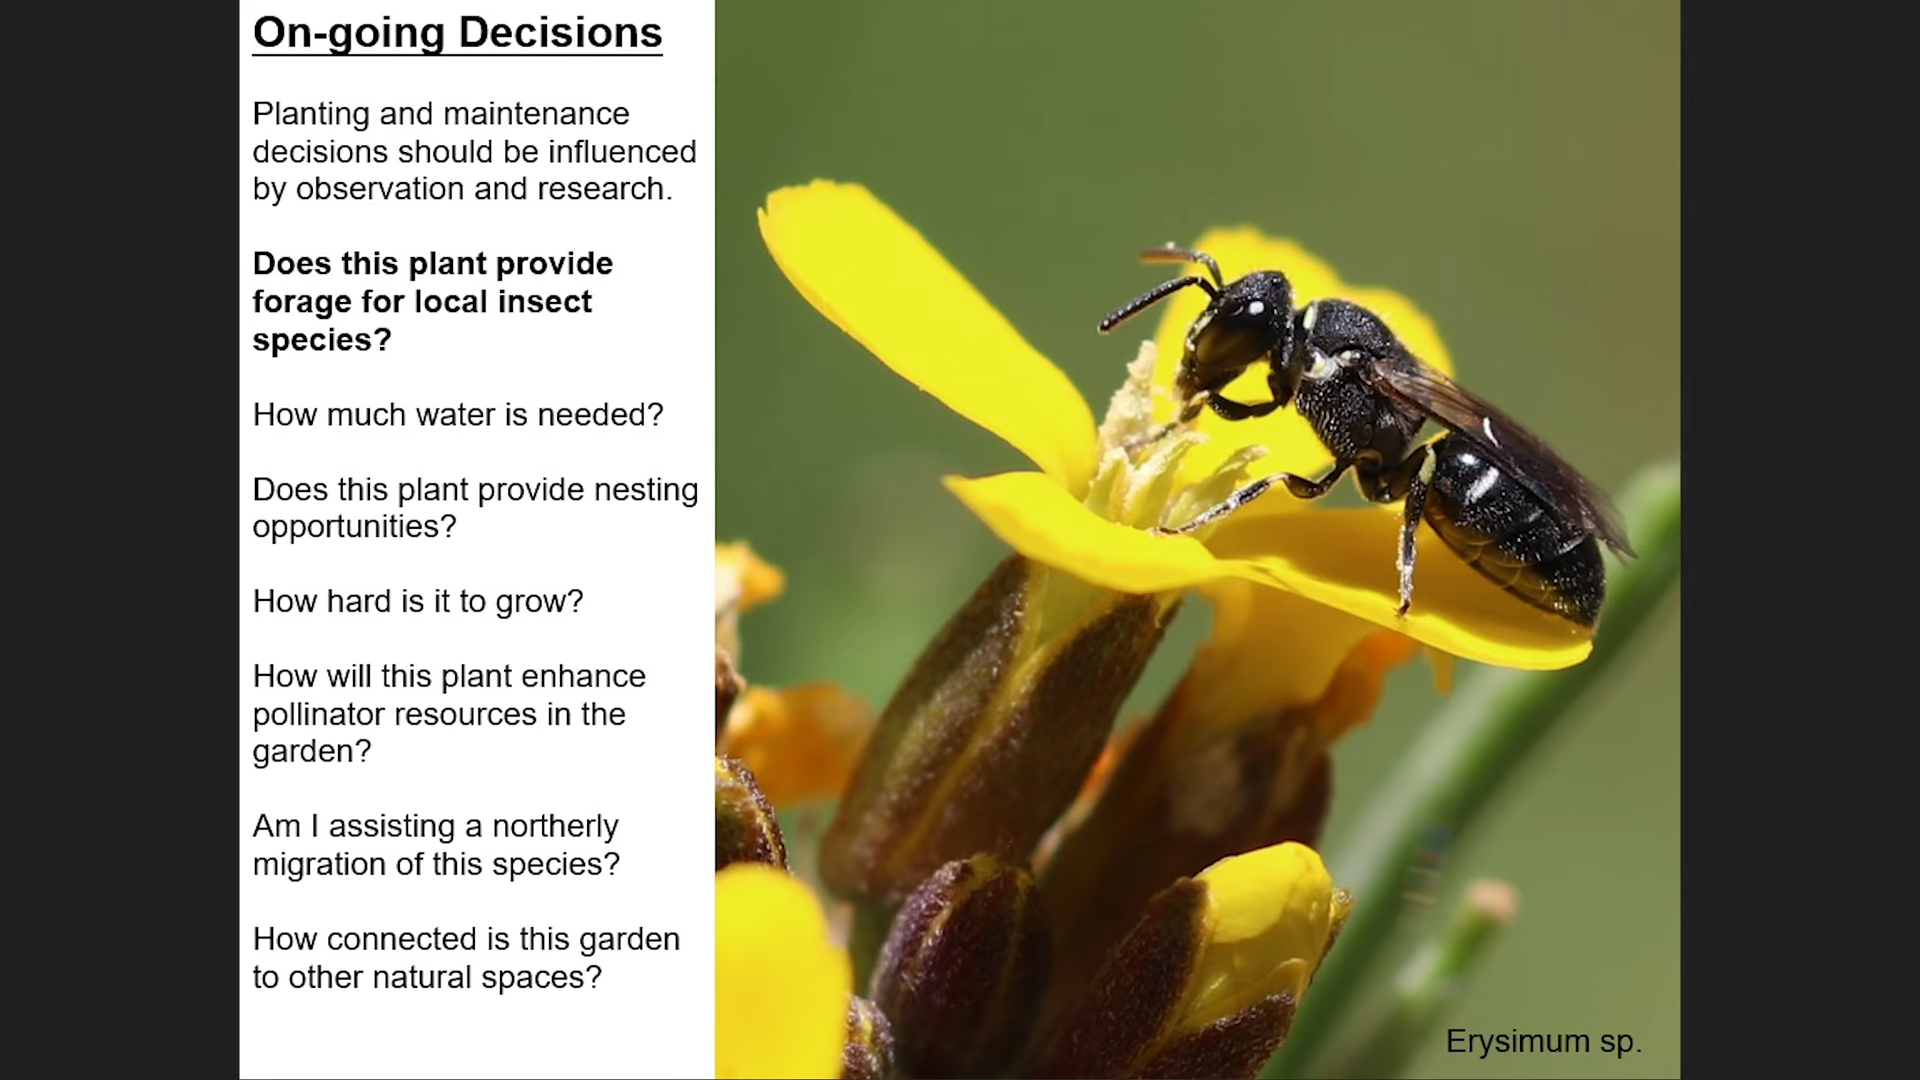 On-going Decisions
Planting and maintenance
decisions should be influenced
by observation and research.
Does this plant provide
forage for local insect
species?
How much water is needed?
Does this plant provide nesting
opportunities?
How hard is it to grow?
How will this plant enhance
pollinator resources in the
garden?
Am I assisting a northerly
migration of this species?
How connected is this garden
to other natural spaces?
Erysimum sp.